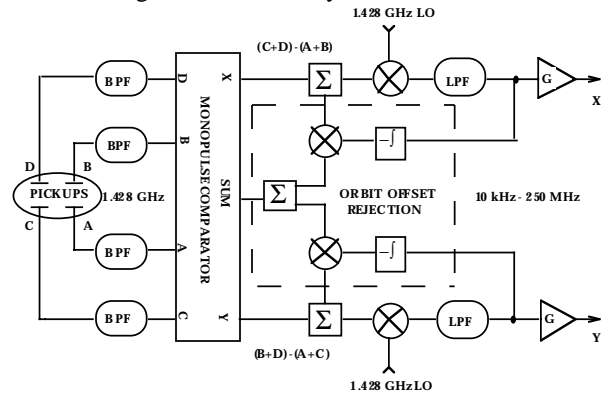 1.428 GHz LO
(C+D)-(A+B)
BPF
D
X
Σ
LPF
G
X
BPF
B
−∫
D
B
PICKUPS
1.428 GHz
MONOPULSE COMPARATOR
SUM
Σ
ORBIT OFFSET
REJECTION
10 kHz - 250 MHz
C
A
BPF
A
−∫
BPF
C
Y
Σ
LPF
G
Y
(B+D)-(A+C)
1.428 GHz LO